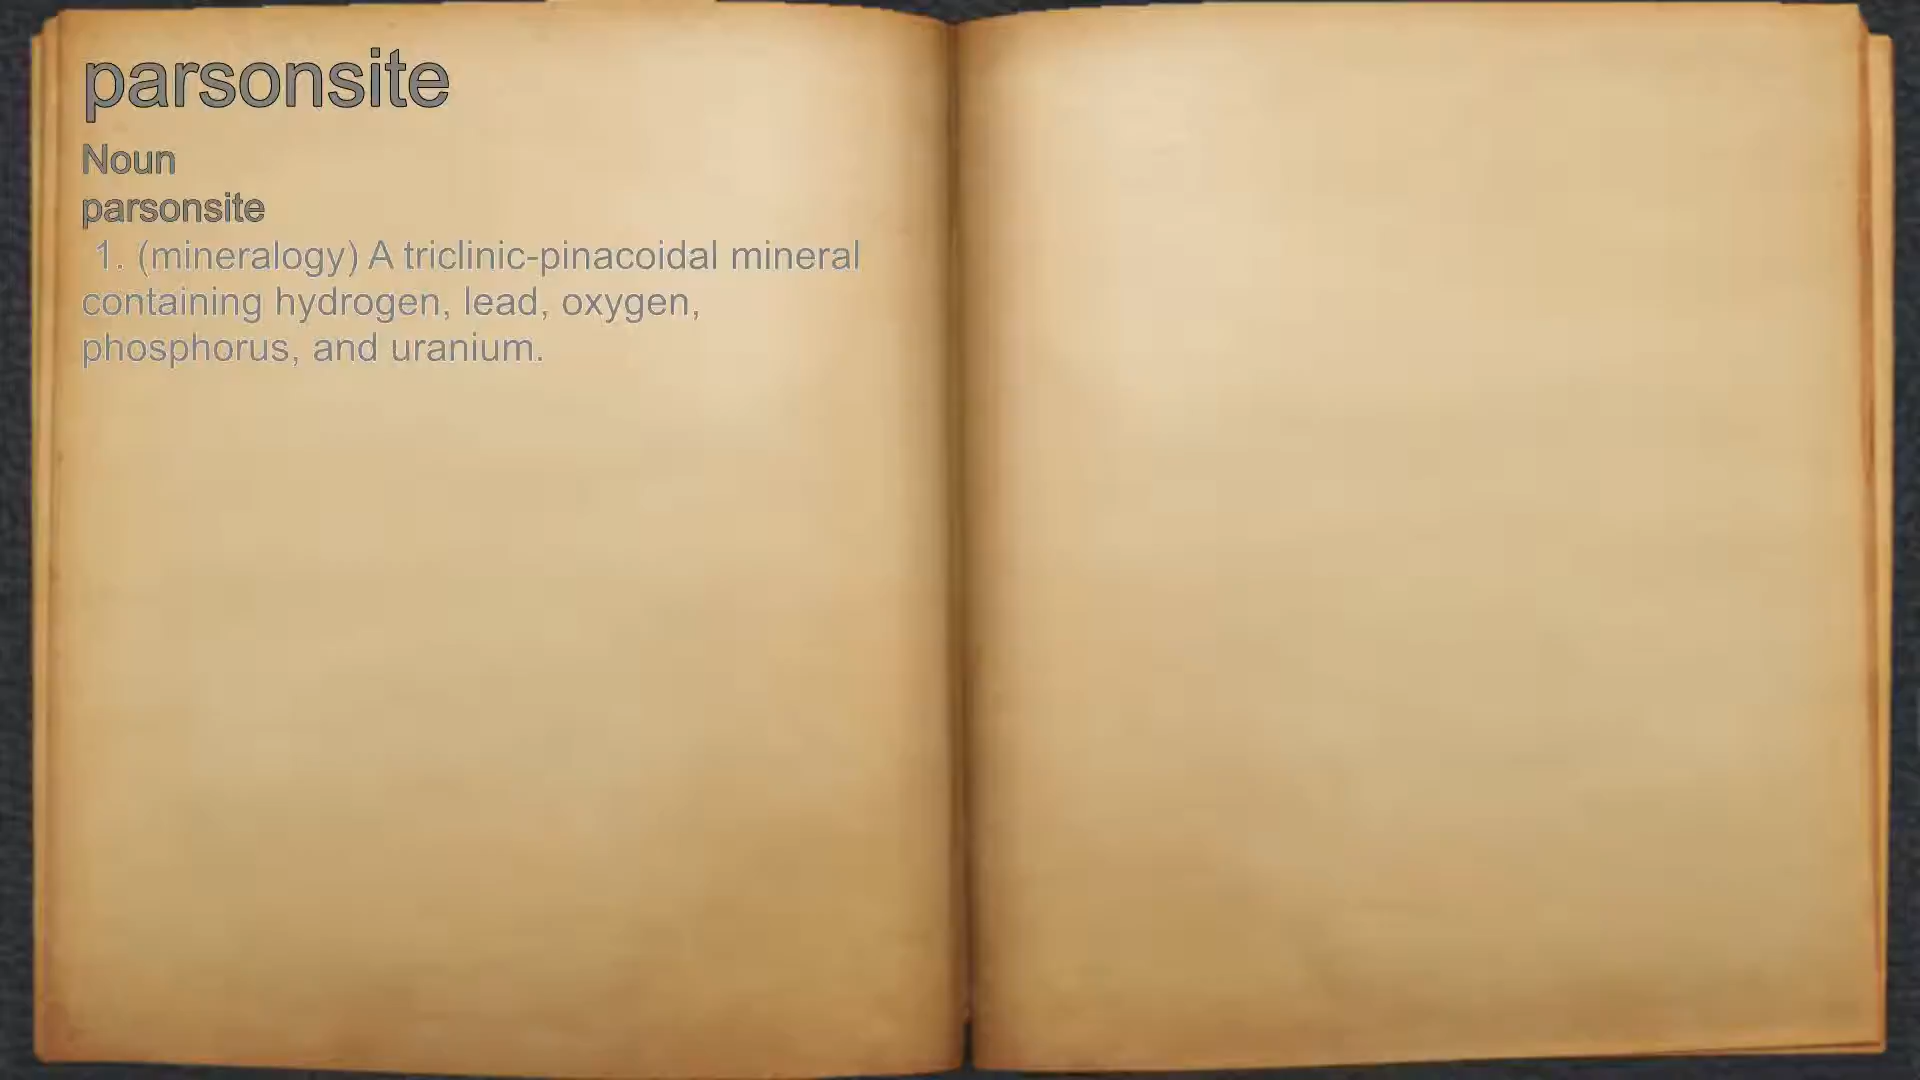 parsonsite
Noun
parsonsite
1. (mineralogy) A triclinic-pinacoidal mineral
containing hydrogen, lead, oxygen,
phosphorus, and uranium.